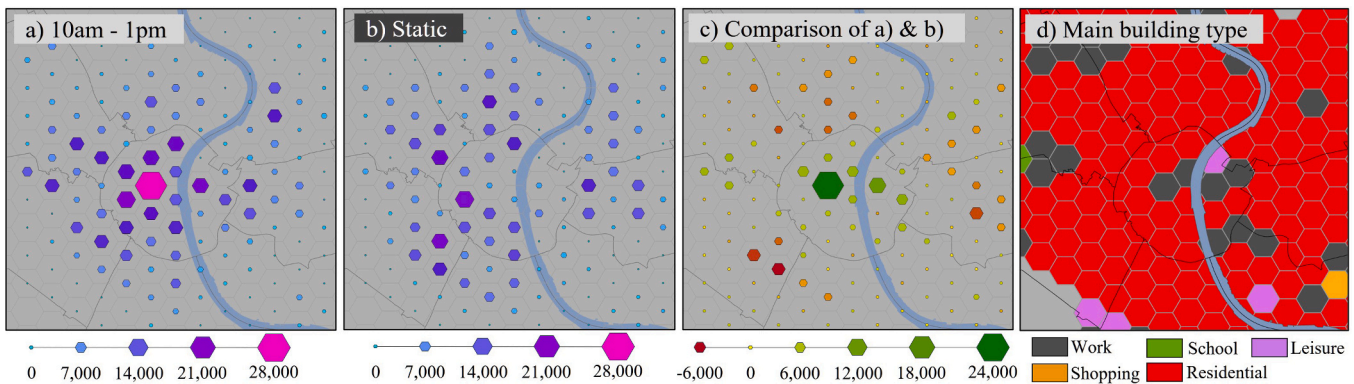 a) 10am - 1pm
b) Static
c) Comparison of a) & b)
d) Main building type
0 7,000 14,000 21,000 28,000
0 7,000 14,000 21,000 28,000
-6,000 0 6,000 12,000 18,000 24,000
Work School Leisure
Shopping Residential